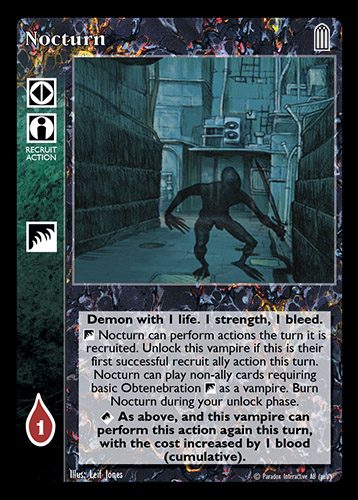 Nocturn
RECRUIT
ACTION
Demon with 1 life. 1 strength, 1 bleed.
Nocturn can perform actions the turn it is
recruited. Unlock this vampire if this is their
first successful recruit ally action this turn.
Nocturn can play non-ally cards requiring
basic Obtenebration as a vampire. Burn
Nocturn during your unlock phase.
As above, and this vampire can
perform this action again this turn,
with the cost increased by 1 blood
(cumulative).
1
Illus: Leif Jones
© Paradox Interactive AB (publ)